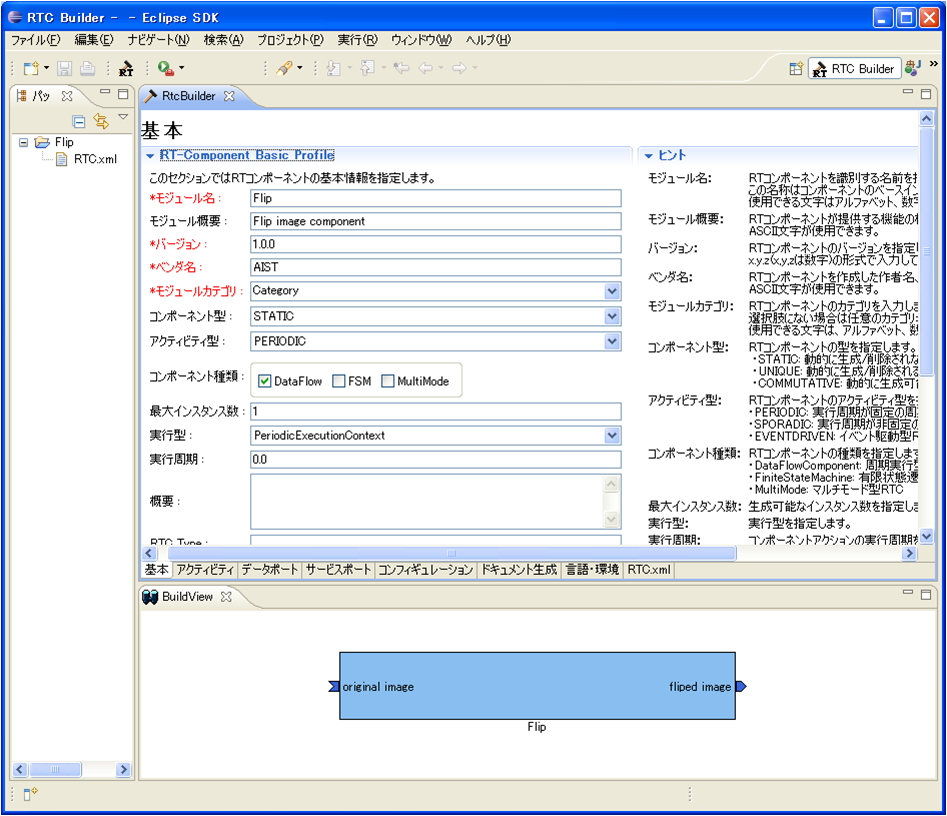 RTC Builder - - Eclipse SDK
ファイル(F) 編集(E) ナビゲート(N) 検索(A) プロジェクト(P) 実行(R) ウィンドウ(W) ヘルプ(H)
RT
RT RTC Builder
パッ
RtcBuilder
Flip
RTC.xml
基本
RT-Component Basic Profile
このセクションではRTコンポーネントの基本情報を指定します。
*モジュール名: Flip
モジュール概要: Flip image component
*バージョン: 1.0.0
*ベンダ名: AIST
*モジュールカテゴリ: Category
コンポーネント型: STATIC
アクティビティ型: PERIODIC
コンポーネント種類: DataFlow FSM MultiMode
最大インスタンス数: 1
実行型: PeriodicExecutionContext
実行周期: 0.0
概要:
RTC Type:
ヒント
モジュール名: RTコンポーネントを識別する名前を
この名称はコンポーネントのベースイン
使用できる文字はアルファベット、数字
モジュール概要: RTコンポーネントが提供する機能の
ASCII文字が使用できます。
バージョン: RTコンポーネントのバージョンを指定
x.y.z(x,y,zは数字)の形式で入力して
ベンダ名: RTコンポーネントを作成した作者名、
ASCII文字が使用できます。
モジュールカテゴリ: RTコンポーネントのカテゴリを入力しま
選択肢にない場合は任意のカテゴリ
使用できる文字は、アルファベット、数
コンポーネント型: RTコンポーネントの型を指定します。
・STATIC: 動的に生成/削除されな
・UNIQUE: 動的に生成/削除される
・COMMUTATIVE: 動的に生成可
アクティビティ型: RTコンポーネントのアクティビティ型を
・PERIODIC: 実行周期が固定の周
・SPORADIC: 実行周期が非固定の
・EVENTDRIVEN: イベント駆動型R
コンポーネント種類: RTコンポーネントの種類を指定します
・DataFlowComponent: 周期実行型
・FiniteStateMachine: 有限状態遷
・MultiMode: マルチモード型RTC
最大インスタンス数: 生成可能なインスタンス数を指定しま
実行型: 実行型を指定します。
実行周期: コンポーネントアクションの実行周期を
基本 アクティビティ データポート サービスポート コンフィギュレーション ドキュメント生成 言語・環境 RTC.xml
BuildView
original image fliped image
Flip